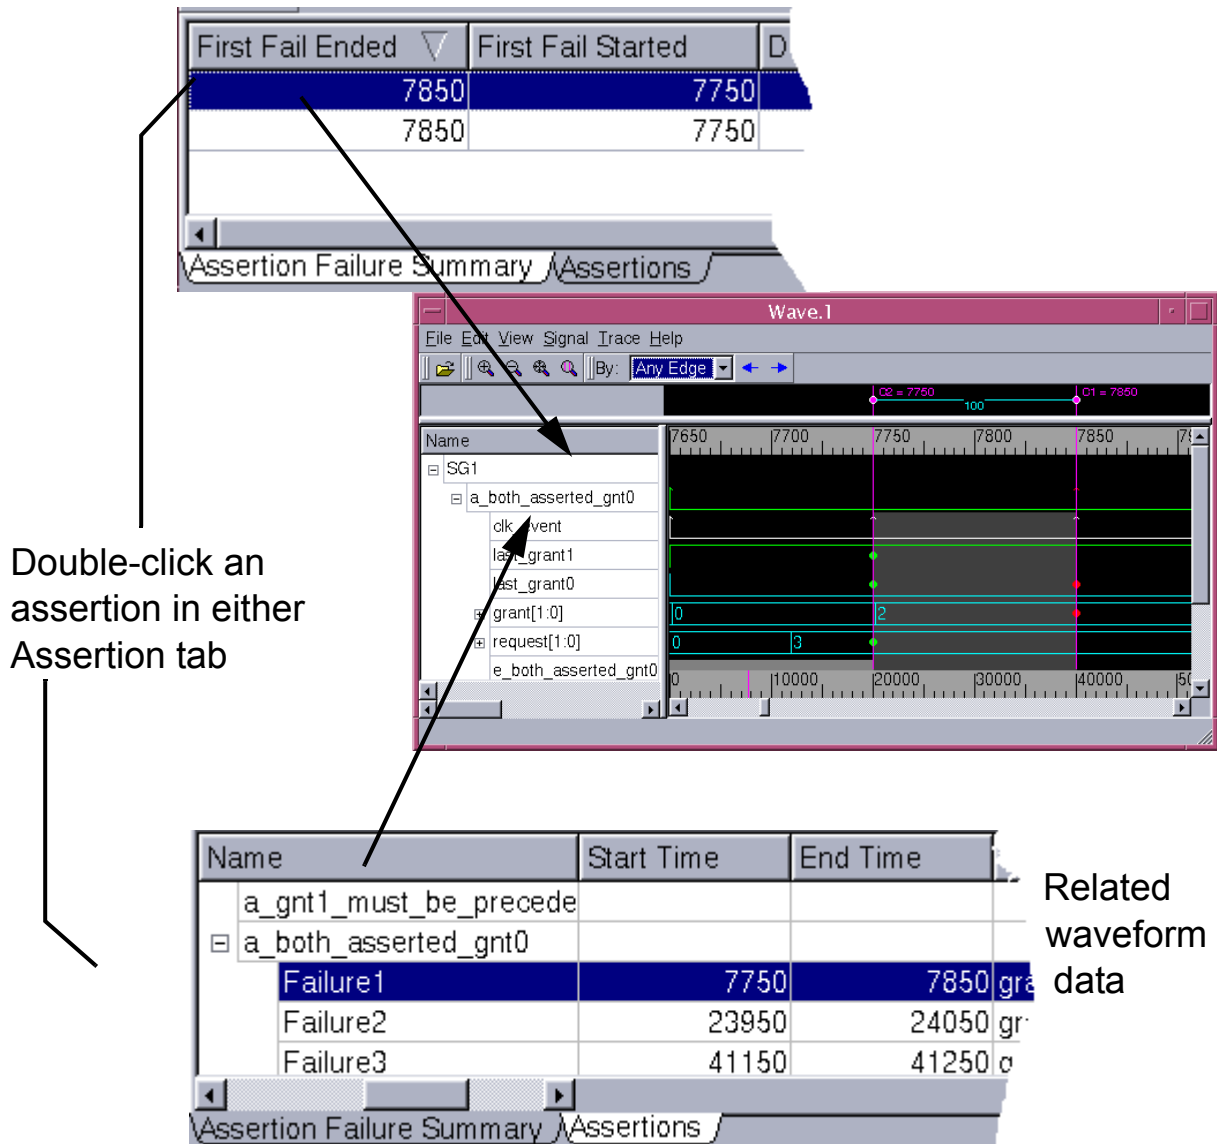 First Fail Ended First Fail Started D
7850 7750
7850 7750
Assertion Failure Summary Assertions
Wave.1
File Edit View Signal Trace Help
By: Any Edge
C2 = 7750 100 C1 = 7850
Name 7650 7700 7750 7800 7850
SG1
a_both_asserted_gnt0
clk_event
last_grant1
last_grant0
grant[1:0] 0 2
request[1:0] 0 3
e_both_asserted_gnt0
0 10000 20000 30000 40000 50
Double-click an
assertion in either
Assertion tab
Name Start Time End Time
a_gnt1_must_be_precede
a_both_asserted_gnt0
Failure1 7750 7850 gra
Failure2 23950 24050 gr
Failure3 41150 41250
Assertion Failure Summary Assertions
Related
waveform
data